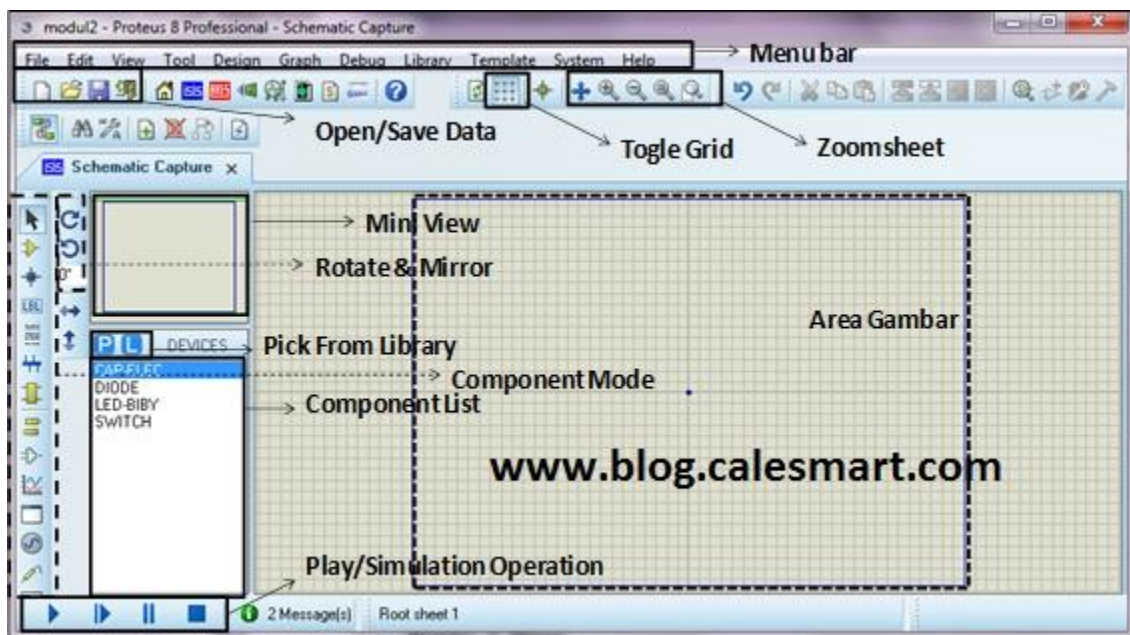 modul2 - Proteus 8 Professional - Schematic Capture
File Edit View Tool Design Graph Debug Library Template System Help
Menu bar
Open/Save Data
Togle Grid
Zoomsheet
Schematic Capture x
Mini View
Rotate & Mirror
0°
LBL
Area Gambar
P L DEVICES
Pick From Library
CAP-ELEC
Component Mode
DIODE
LED-BIBY
Component List
SWITCH
www.blog.calesmart.com
Play/Simulation Operation
2 Message(s) Root sheet 1